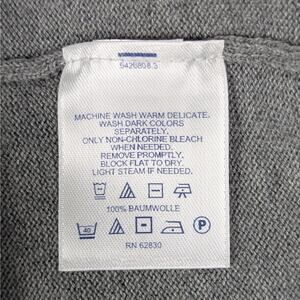 5426808.3
MACHINE WASH WARM DELICATE.
WASH DARK COLORS
SEPARATELY.
ONLY NON-CHLORINE BLEACH
WHEN NEEDED.
REMOVE PROMPTLY.
BLOCK FLAT TO DRY.
LIGHT STEAM IF NEEDED.
100% BAUMWOLLE
40 P
RN 62830